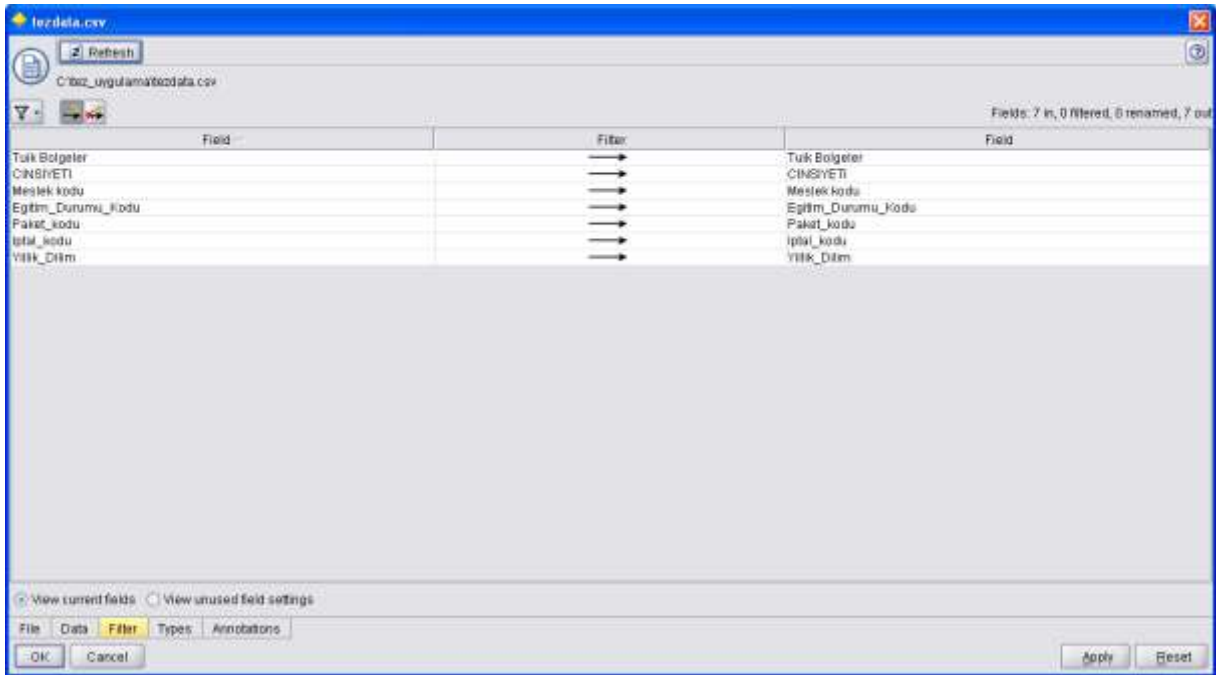 tezdata.csv
Refresh
C:\tez_uygulama\tezdata.csv
Fields: 7 in, 0 filtered, 0 renamed, 7 out
Field Filter Field
Tuik Bolgeler Tuik Bolgeler
CINSIYETI CINSIYETI
Meslek kodu Meslek kodu
Egitim_Durumu_Kodu Egitim_Durumu_Kodu
Paket_kodu Paket_kodu
Iptal_kodu Iptal_kodu
Yillik_Dilim Yillik_Dilim
View current fields View unused field settings
File Data Filter Types Annotations
OK Cancel Apply Reset